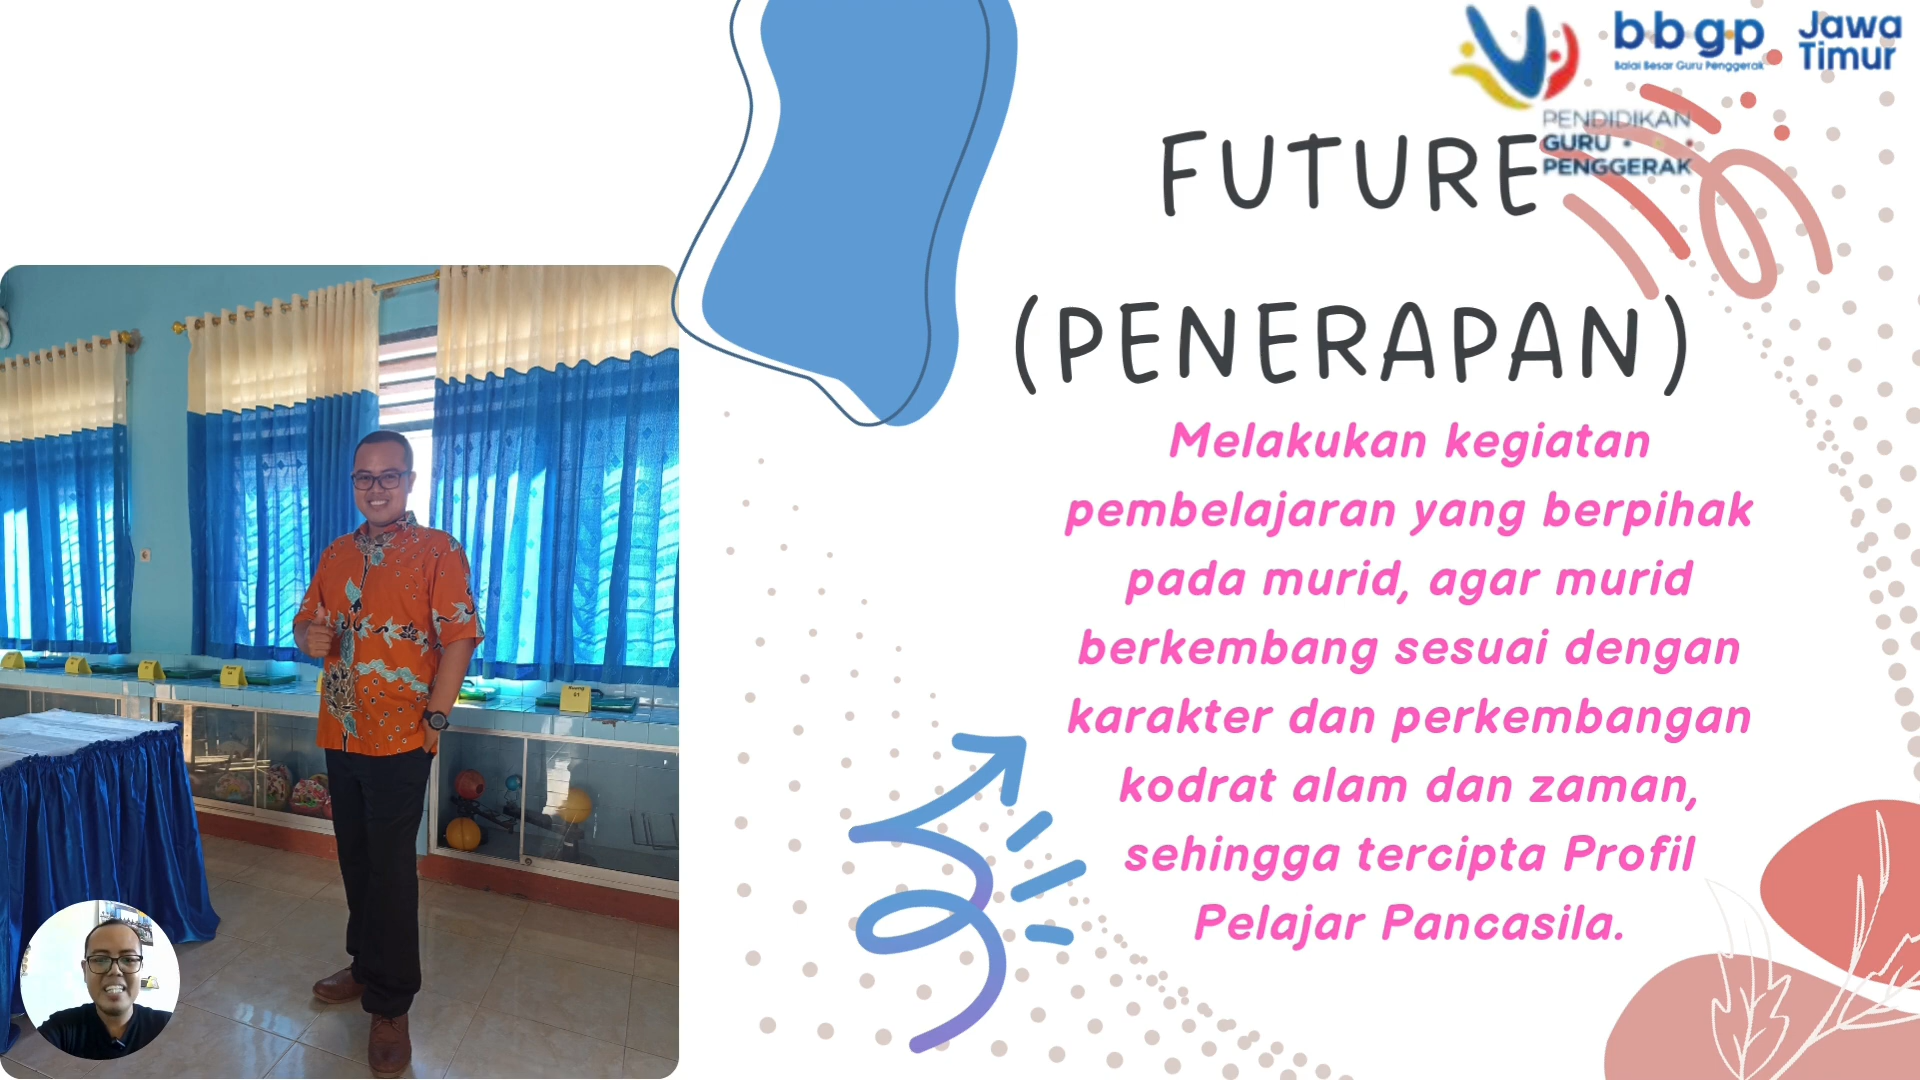 bbgp
Balai Besar Guru Penggerak
Jawa
Timur
PENDIDIKAN
GURU
PENGGERAK
FUTURE
(PENERAPAN)
Melakukan kegiatan
pembelajaran yang berpihak
pada murid, agar murid
berkembang sesuai dengan
karakter dan perkembangan
kodrat alam dan zaman,
sehingga tercipta Profil
Pelajar Pancasila.